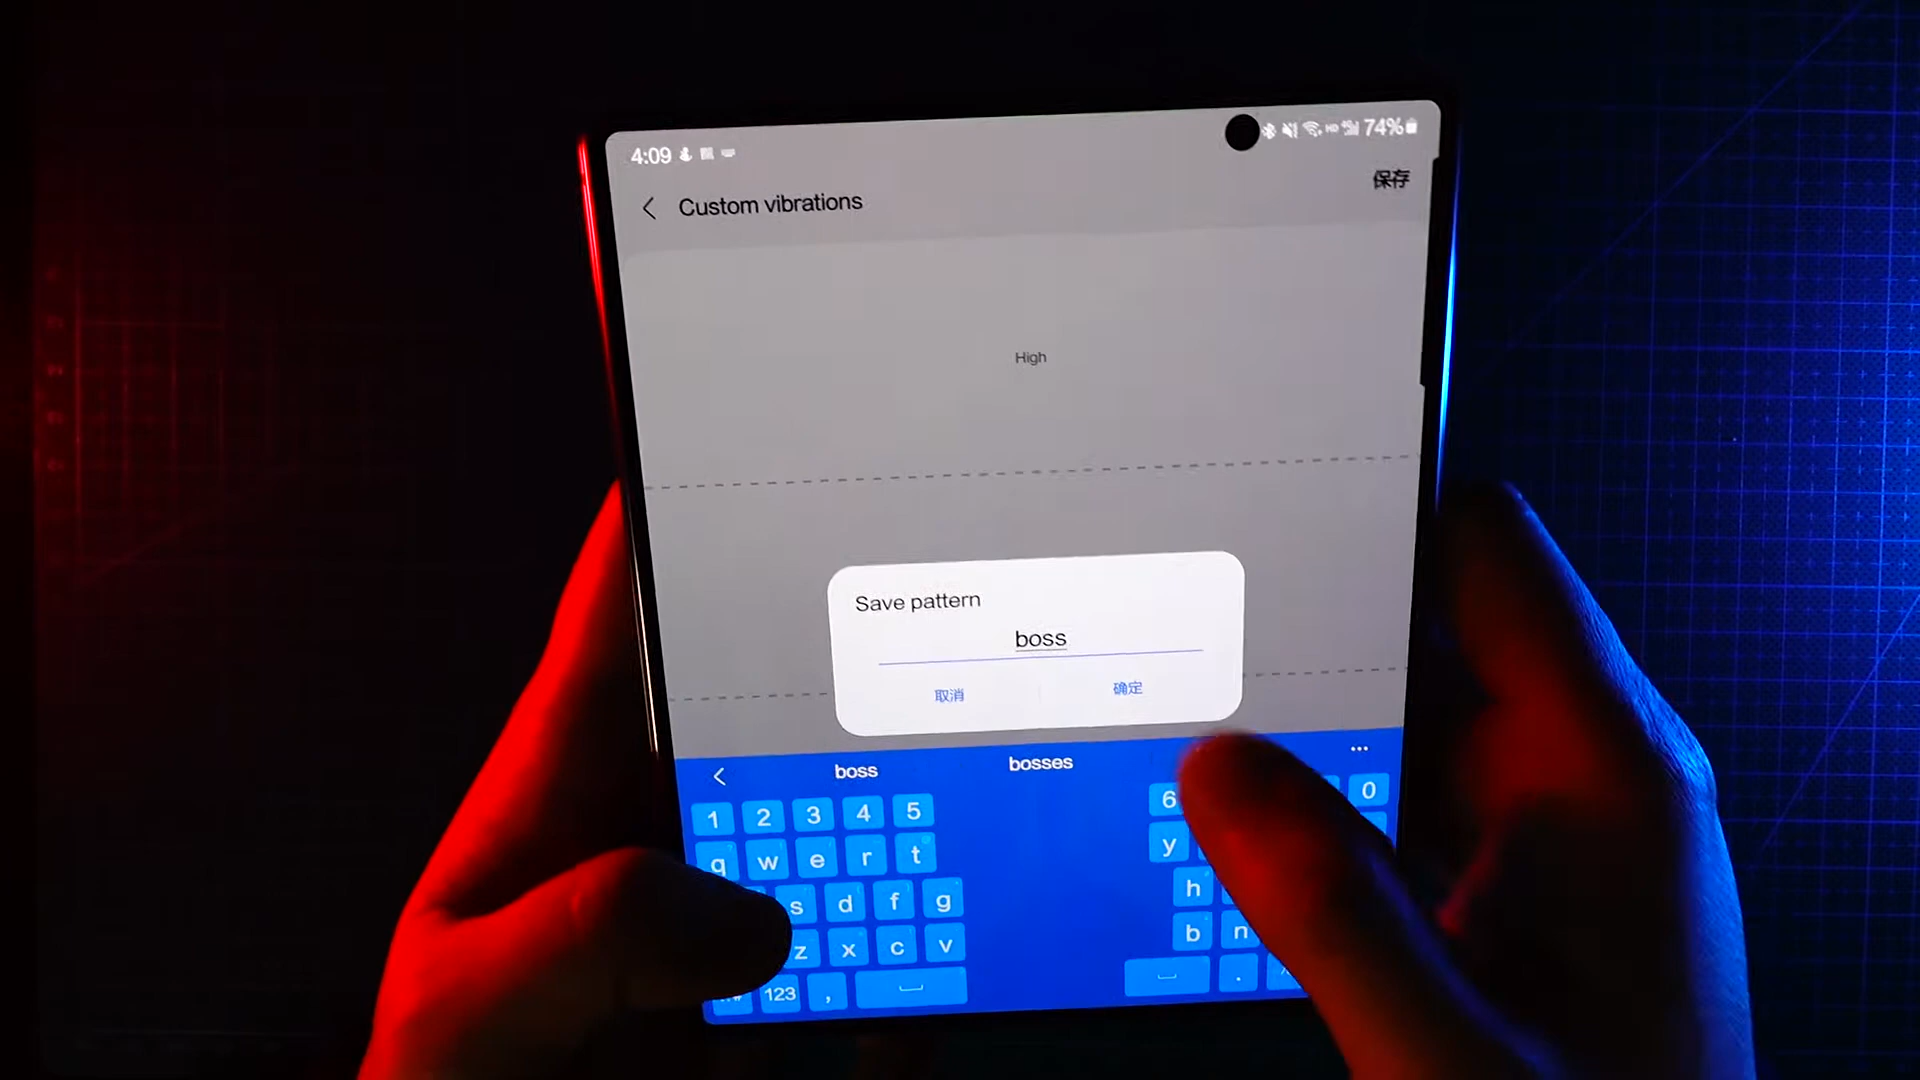 4:09
HD 74%
Custom vibrations
保存
High
Save pattern
boss
取消 确定
boss bosses
1 2 3 4 5 6 0
q w e r t y
s d f g h
z x c v b n
123 , .